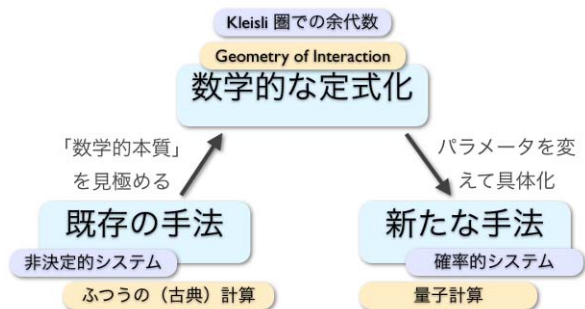 Kleisli 圏での余代数
Geometry of Interaction
数学的な定式化
「数学的本質」
を見極める
パラメータを変
えて具体化
既存の手法
新たな手法
非決定的システム
確率的システム
ふつうの（古典）計算
量子計算